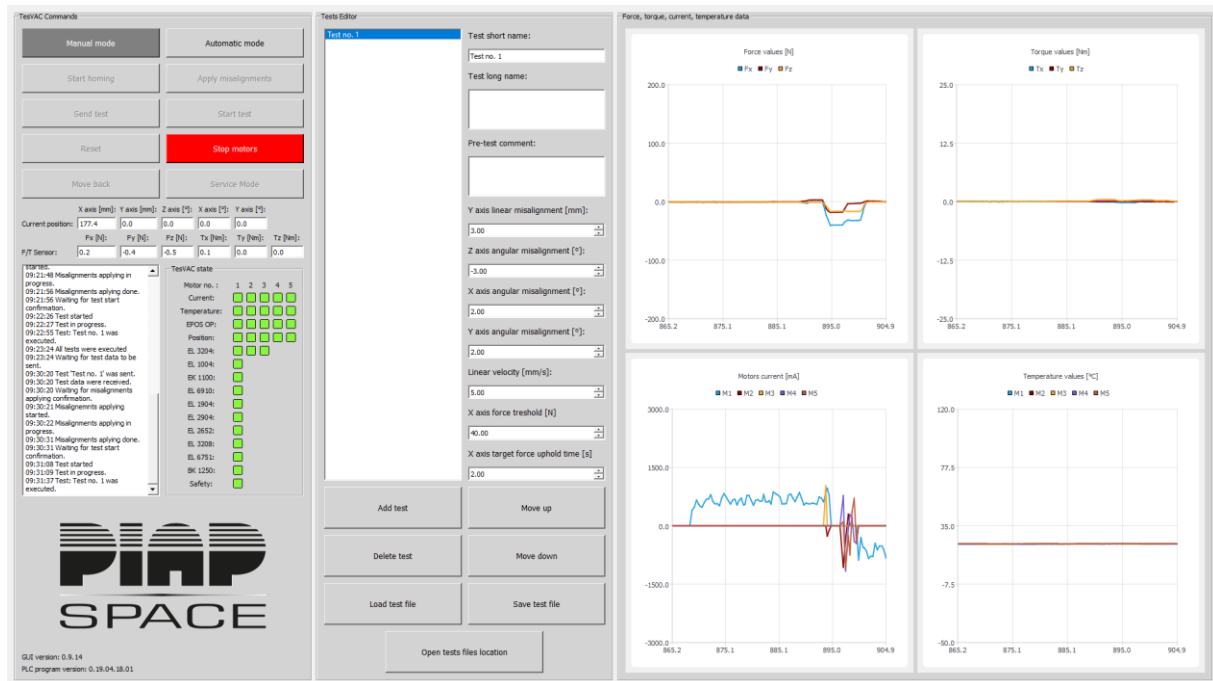 TesVAC Commands
Manual mode
Automatic mode
Start homing
Apply misalignments
Send test
Start test
Reset
Stop motors
Move back
Service Mode
X axis [mm]: Y axis [mm]: Z axis [º]: X axis [º]: Y axis [º]:
Current position: 177.4 0.0 0.0 0.0 0.0
Fx [N]: Fy [N]: Fz [N]: Tx [Nm]: Ty [Nm]: Tz [Nm]:
F/T Sensor: 0.2 -0.4 -0.5 0.1 0.0 0.0
started.
09:21:48 Misalignments applying in
progress.
09:21:56 Misalignments aplying done.
09:21:56 Waiting for test start
confirmation.
09:22:26 Test started
09:22:27 Test in progress.
09:22:55 Test: Test no. 1 was
executed.
09:23:24 All tests were executed
09:23:24 Waiting for test data to be
sent.
09:30:20 Test 'Test no. 1' was sent.
09:30:20 Test data were received.
09:30:20 Waiting for misalignments
applying confirmation.
09:30:21 Misalignemnts applying
started.
09:30:22 Misalignments applying in
progress.
09:30:31 Misalignments aplying done.
09:30:31 Waiting for test start
confirmation.
09:31:08 Test started
09:31:09 Test in progress.
09:31:37 Test: Test no. 1 was
executed.
TesVAC state
Motor no. : 1 2 3 4 5
Current:
Temperature:
EPOS OP:
Position:
EL 3204:
EL 1004:
EK 1100:
EL 6910:
EL 1904:
EL 2904:
EL 2652:
EL 3208:
EL 6751:
BK 1250:
Safety:
PIAP
SPACE
GUI version: 0.9.14
PLC program version: 0.19.04.18.01
Tests Editor
Test no. 1
Test short name:
Test no. 1
Test long name:
Pre-test comment:
Y axis linear misalignment [mm]:
3.00
Z axis angular misalignment [º]:
-3.00
X axis angular misalignment [º]:
2.00
Y axis angular misalignment [º]:
2.00
Linear velocity [mm/s]:
5.00
X axis force treshold [N]
40.00
X axis target force uphold time [s]
2.00
Add test
Move up
Delete test
Move down
Load test file
Save test file
Open tests files location
Force, torque, current, temperature data
Force values [N]
Fx Fy Fz
200.0
100.0
0.0
-100.0
-200.0
865.2 875.1 885.1 895.0 904.9
Torque values [Nm]
Tx Ty Tz
25.0
12.5
0.0
-12.5
-25.0
865.2 875.1 885.1 895.0 904.9
Motors current [mA]
M1 M2 M3 M4 M5
3000.0
1500.0
0.0
-1500.0
-3000.0
865.2 875.1 885.1 895.0 904.9
Temperature values [ºC]
M1 M2 M3 M4 M5
120.0
77.5
35.0
-7.5
-50.0
865.2 875.1 885.1 895.0 904.9